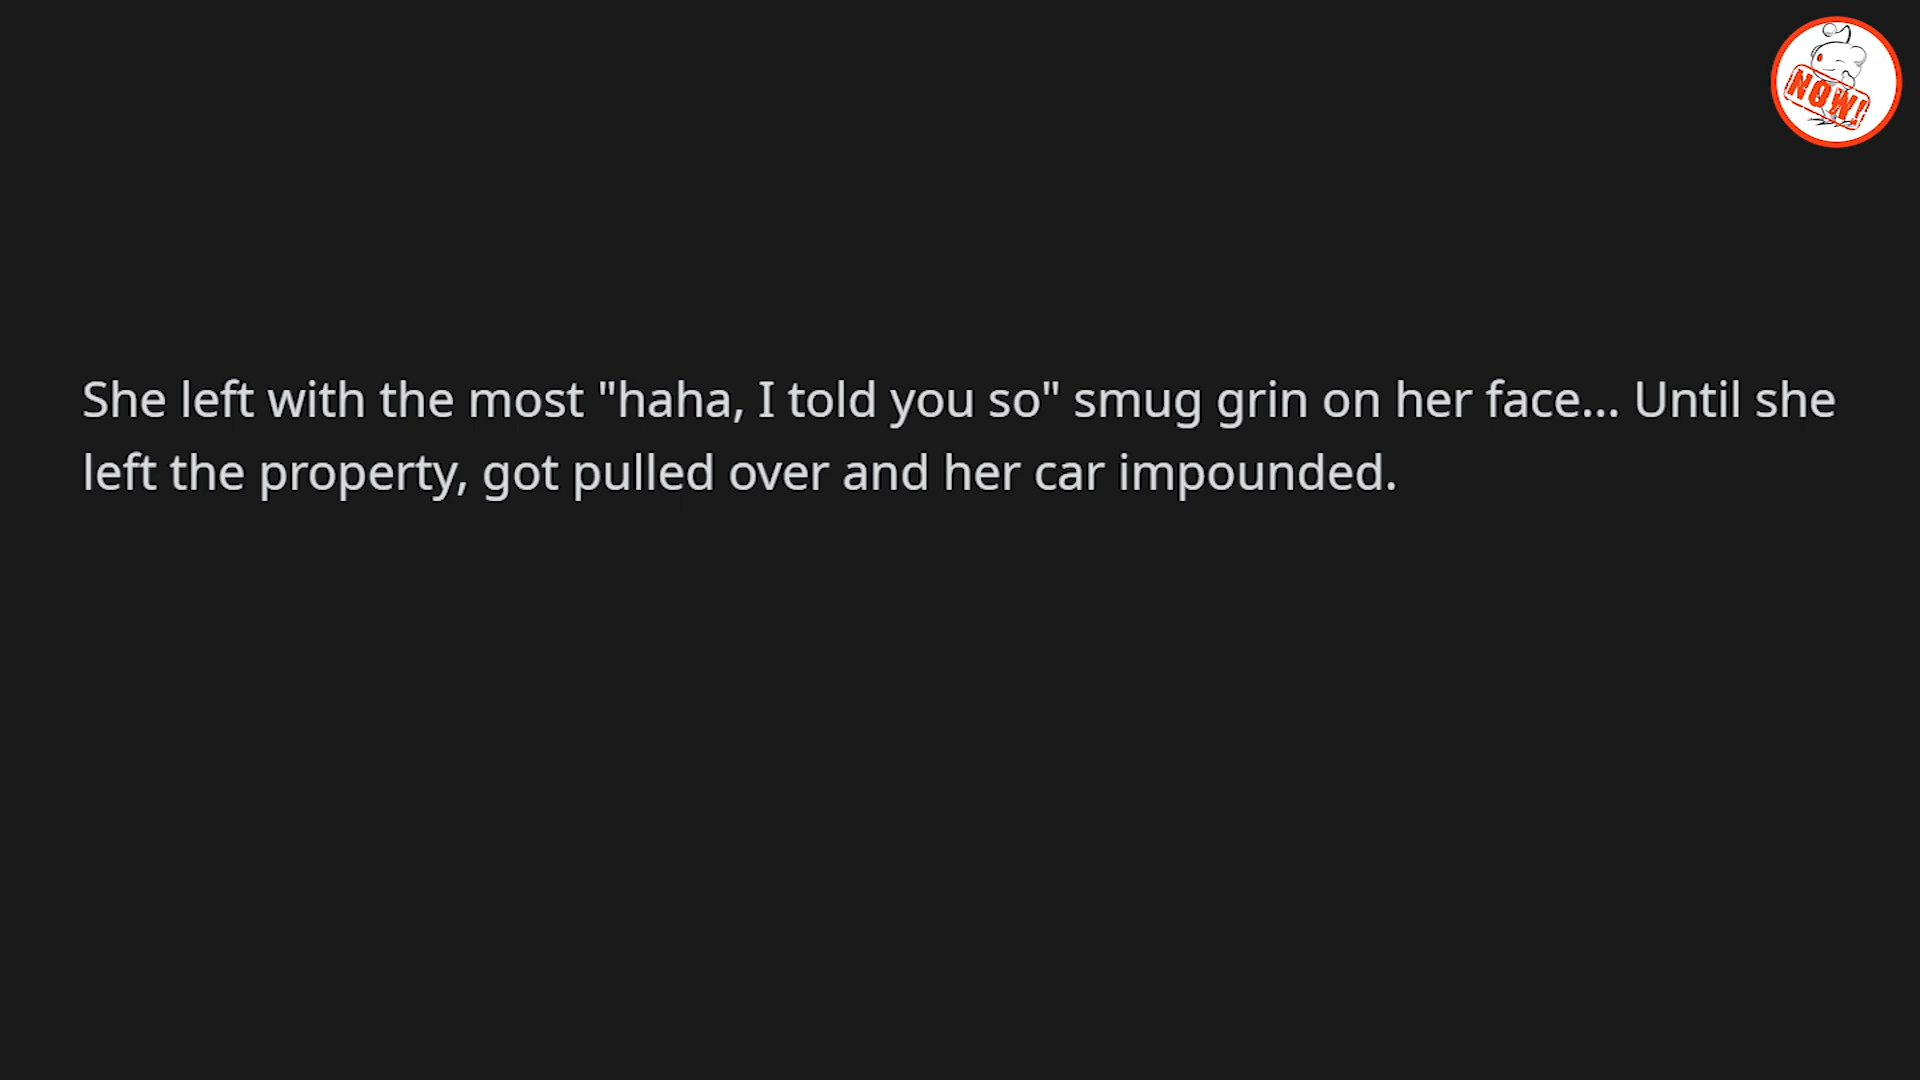 NOW!
She left with the most "haha, I told you so" smug grin on her face... Until she
left the property, got pulled over and her car impounded.